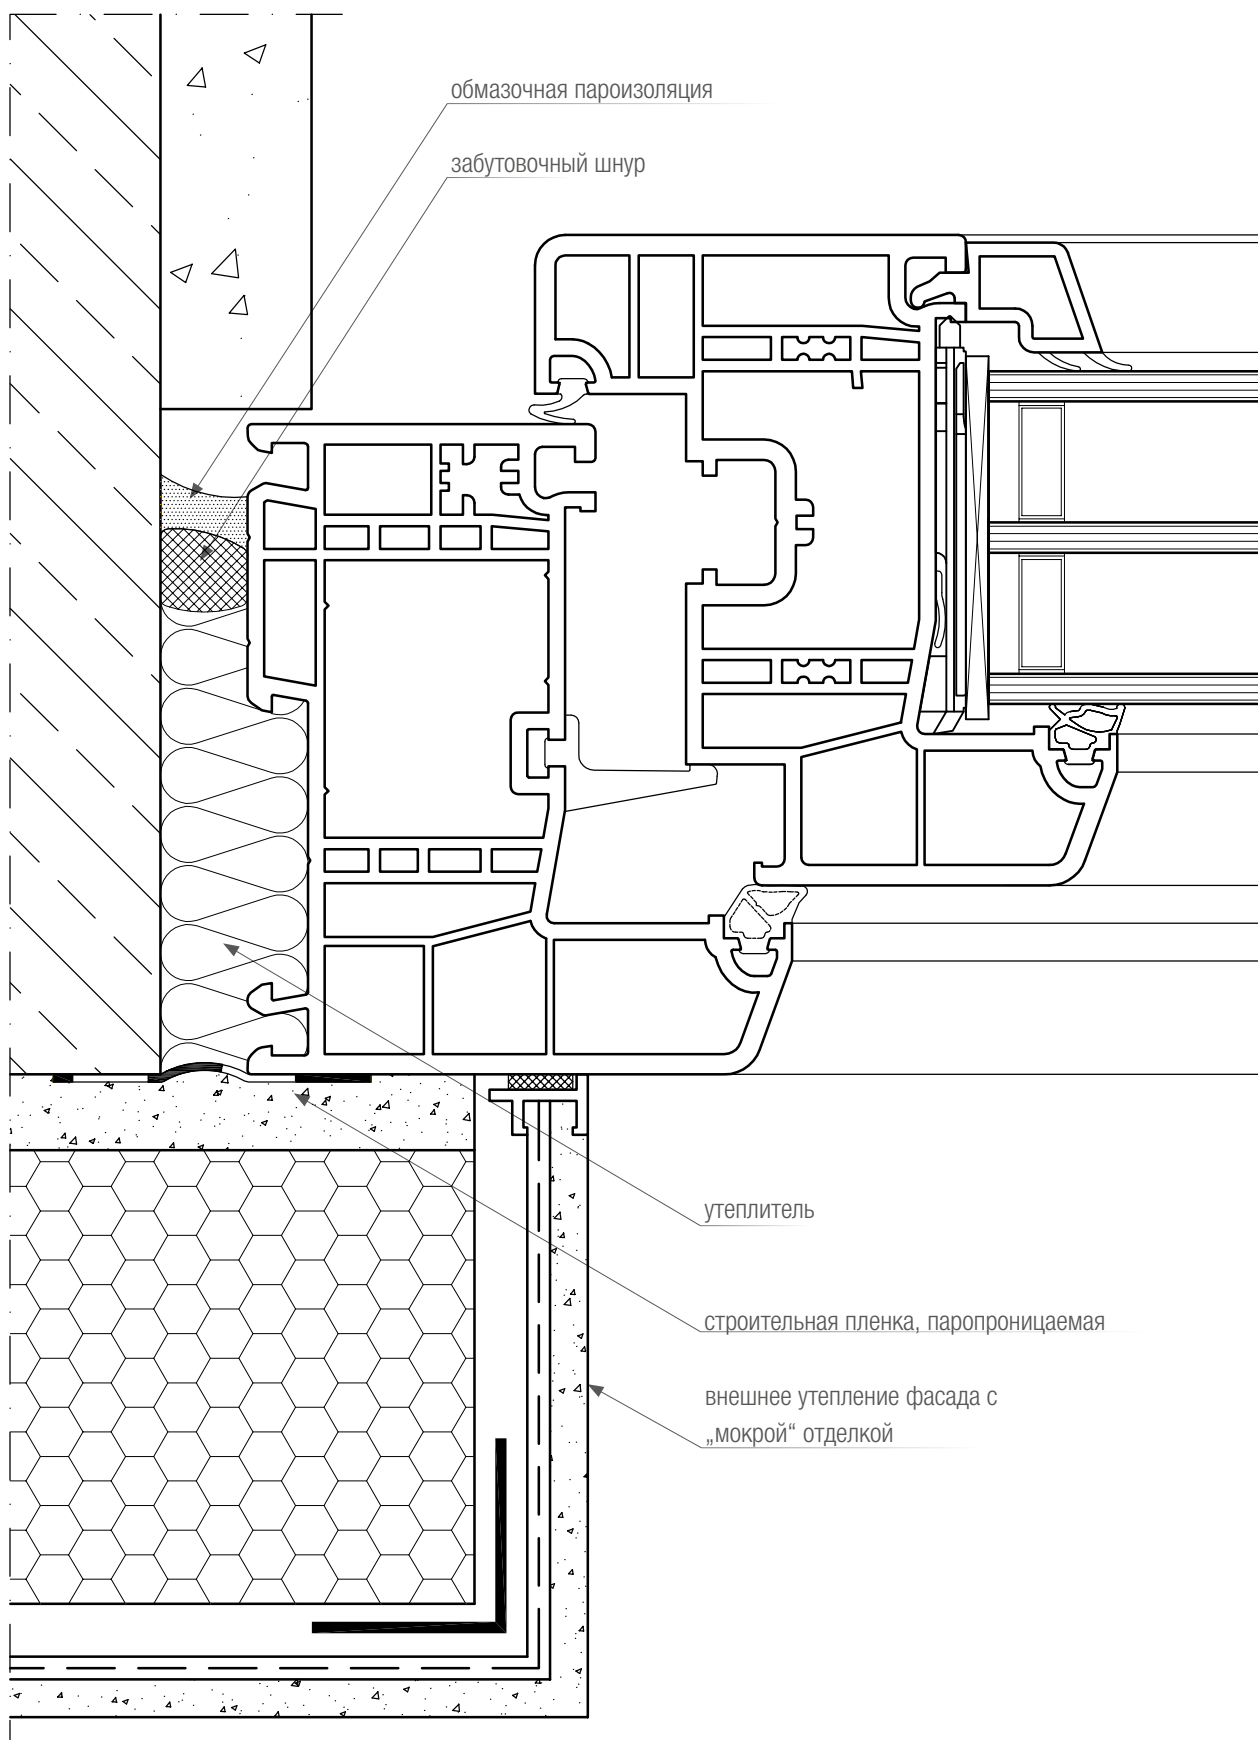 обмазочная пароизоляция
забутовочный шнур
утеплитель
строительная пленка, паропроницаемая
внешнее утепление фасада с
„мокрой“ отделкой